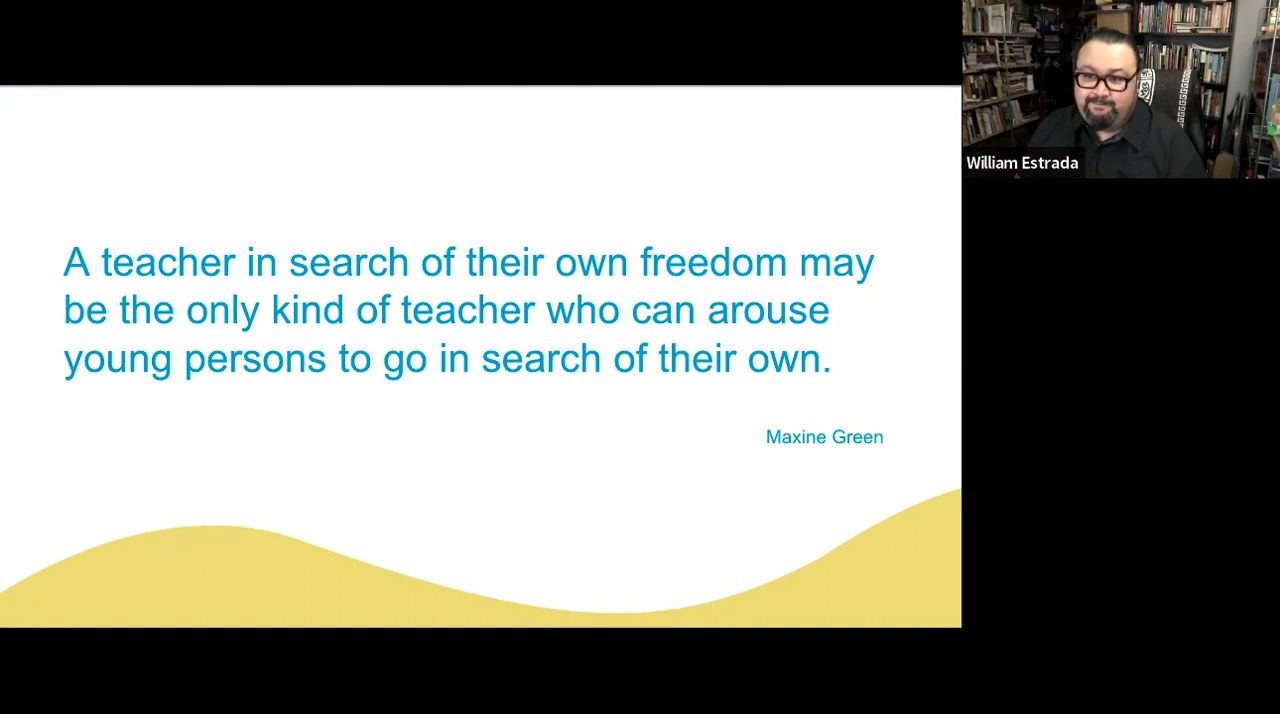 A teacher in search of their own freedom may
be the only kind of teacher who can arouse
young persons to go in search of their own.
Maxine Green
William Estrada